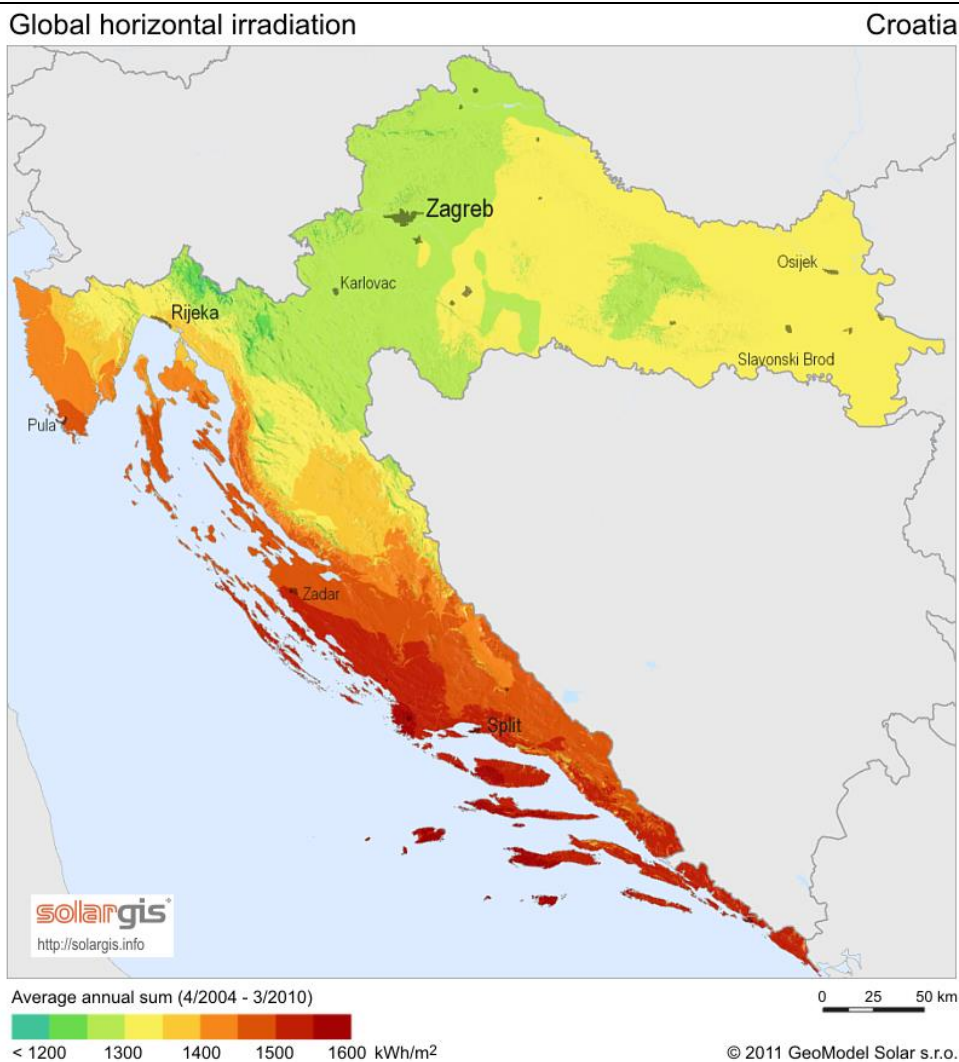 Global horizontal irradiation
Croatia
Zagreb
Karlovac
Osijek
Rijeka
Slavonski Brod
Pula
Zadar
Split
solargis
http://solargis.info
Average annual sum (4/2004 - 3/2010)
0 25 50 km
< 1200 1300 1400 1500 1600 kWh/m²
© 2011 GeoModel Solar s.r.o.